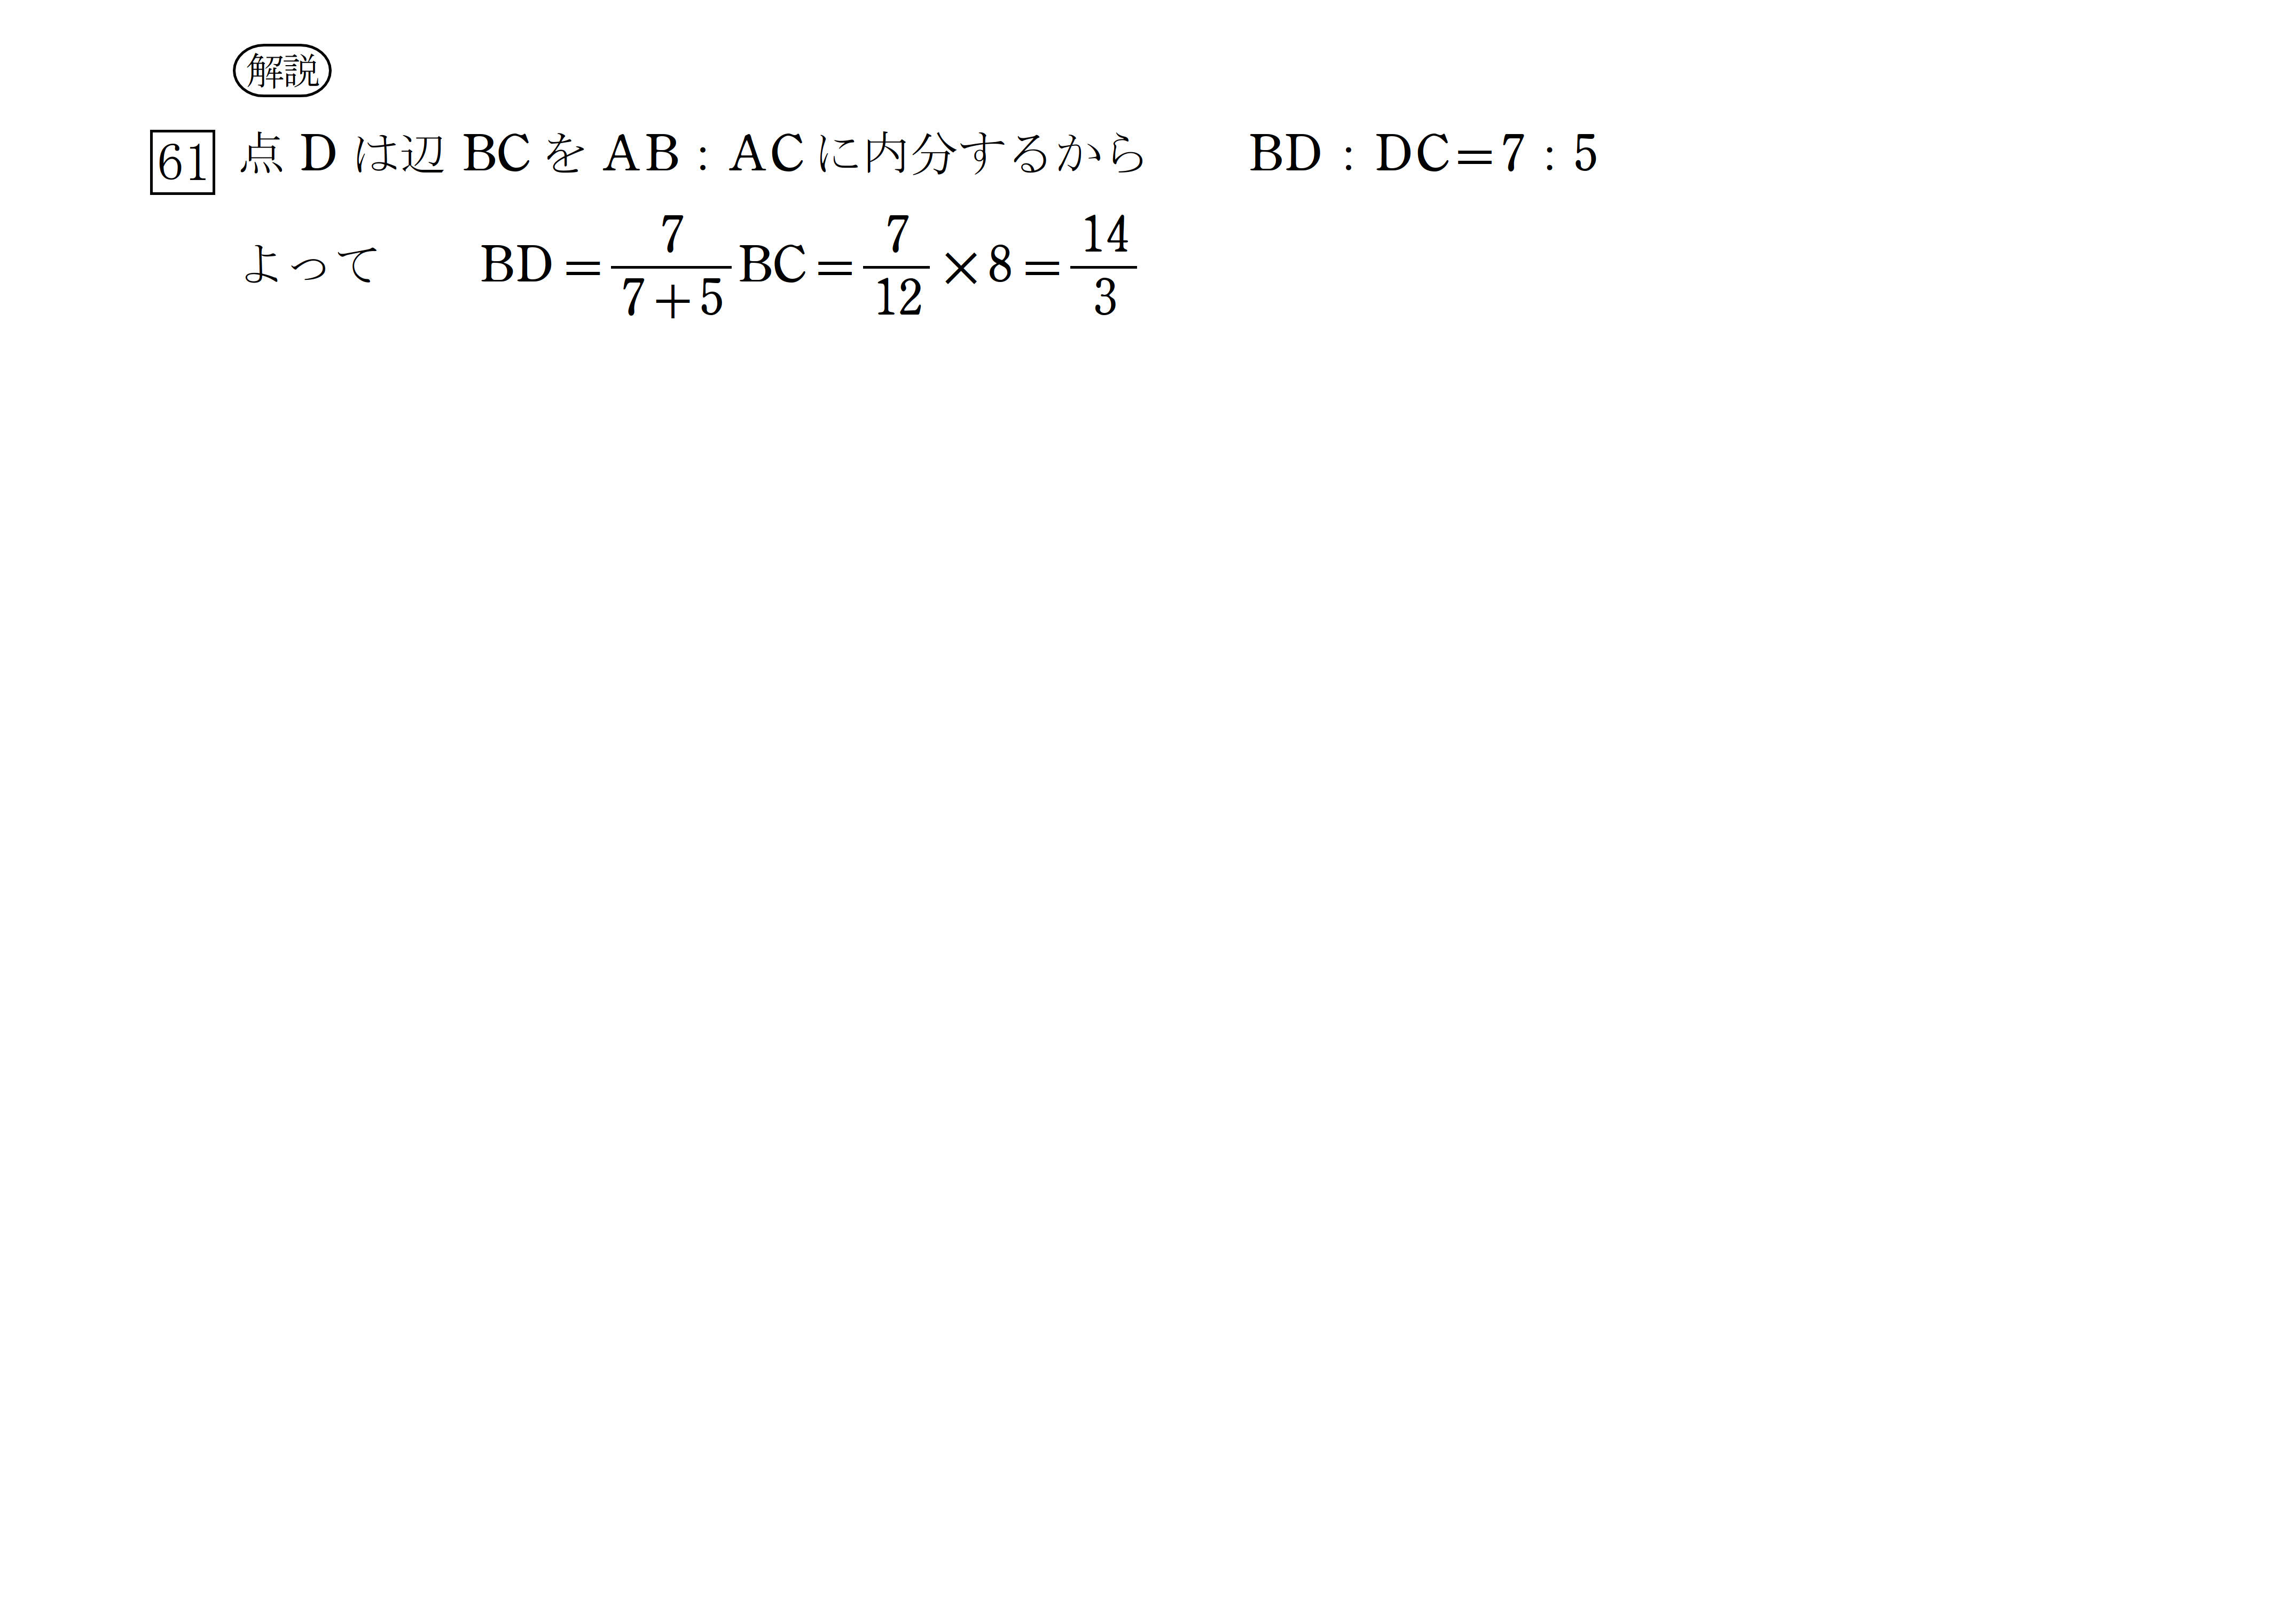 解説
61 点 D は辺 BC を AB : AC に内分するから BD : DC=7 : 5
よって BD=\frac{7}{7+5}BC=\frac{7}{12}×8=\frac{14}{3}